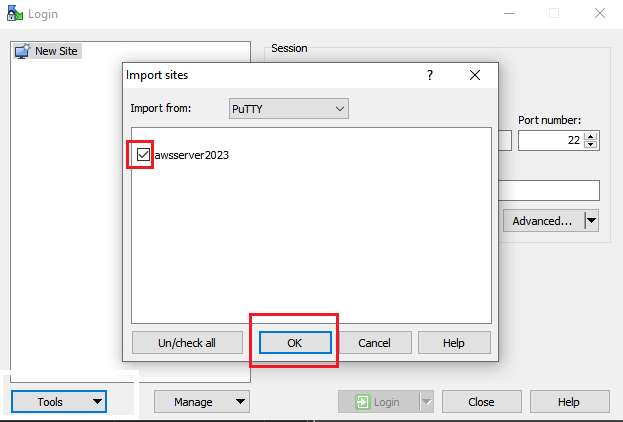 Login
New Site
Session
Import sites
?
Import from:
PuTTY
Port number:
22
awsserver2023
Advanced...
Un/check all
OK
Cancel
Help
Tools
Manage
Login
Close
Help